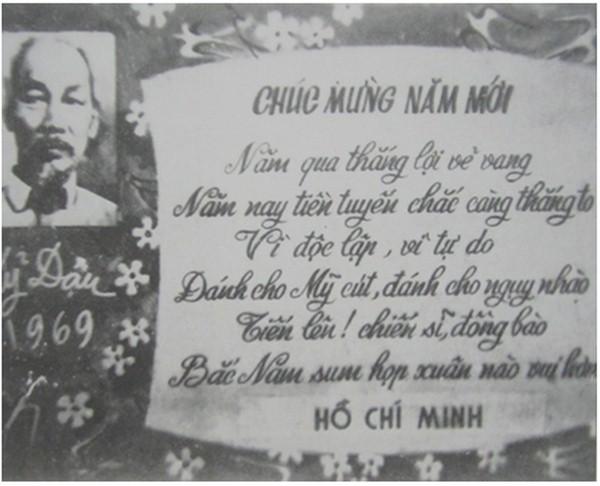 CHÚC MỪNG NĂM MỚI
Năm qua thắng lợi vẻ vang
Năm nay tiền tuyến chắc càng thắng to
Vì độc lập, vì tự do
Đánh cho Mỹ cút, đánh cho ngụy nhào
Tiến lên! chiến sĩ, đồng bào
Bắc Nam sum họp xuân nào vui hơn
HỒ CHÍ MINH
Kỷ Dậu
1969